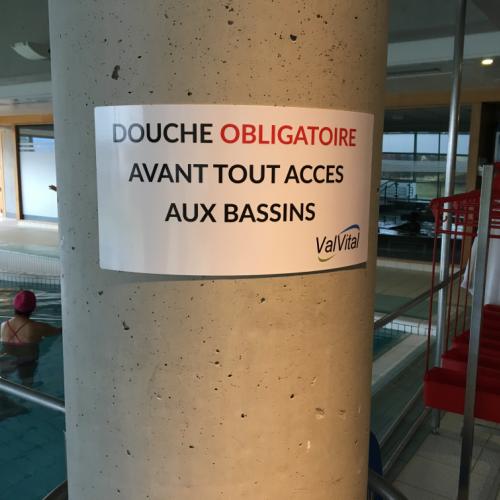 DOUCHE OBLIGATOIRE
AVANT TOUT ACCES
AUX BASSINS
ValVital